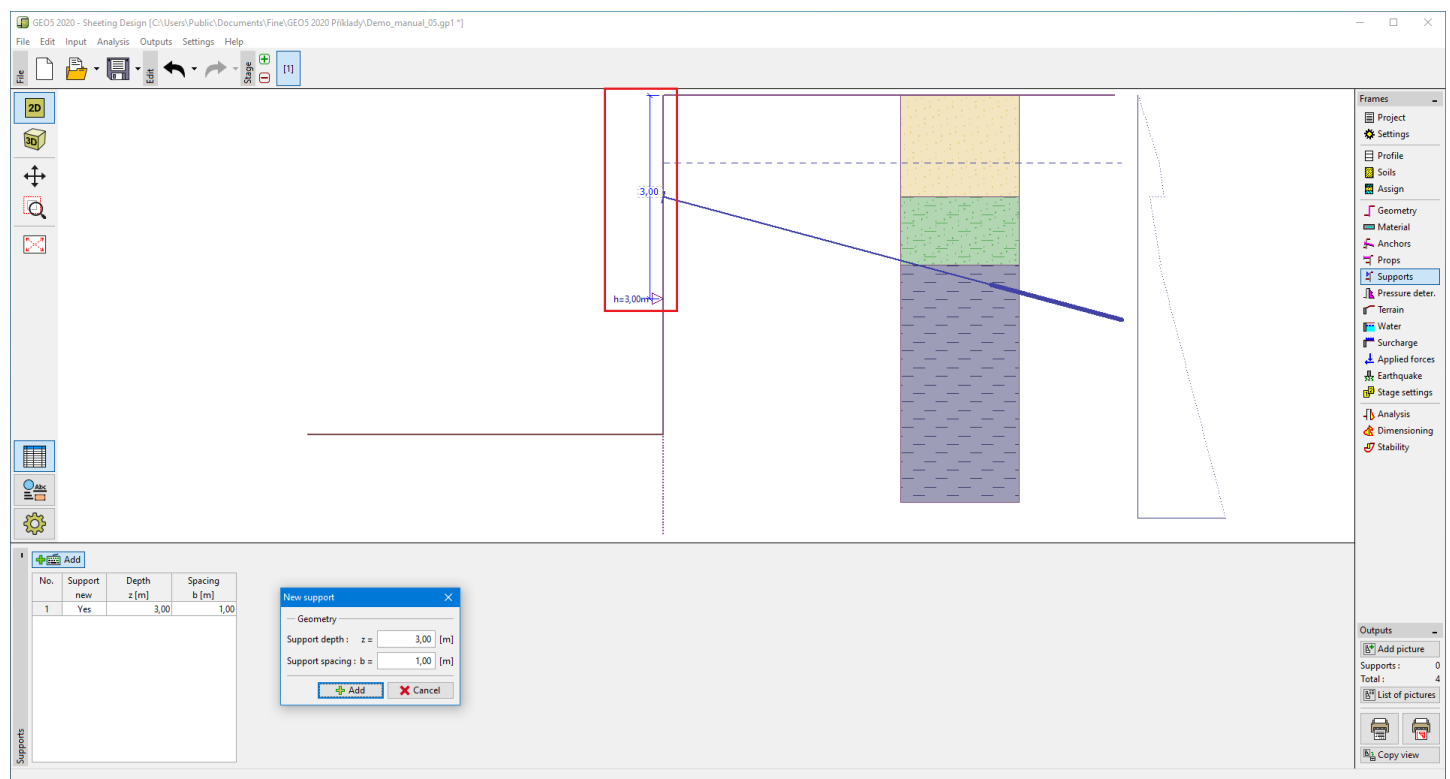 GEO5 2020 - Sheeting Design [C:\Users\Public\Documents\Fine\GEO5 2020 Příklady\Demo_manual_05.gp1 *]
File Edit Input Analysis Outputs Settings Help
File
Edit
Stage
[1]
2D
3D
3,00
h=3,00m
Frames
Project
Settings
Profile
Soils
Assign
Geometry
Material
Anchors
Props
Supports
Pressure deter.
Terrain
Water
Surcharge
Applied forces
Earthquake
Stage settings
Analysis
Dimensioning
Stability
Abc
Supports
Add
No. Support Depth Spacing
new z [m] b [m]
1 Yes 3,00 1,00
New support
Geometry
Support depth : z = 3,00 [m]
Support spacing : b = 1,00 [m]
Add Cancel
Outputs
Add picture
Supports : 0
Total : 4
List of pictures
Copy view